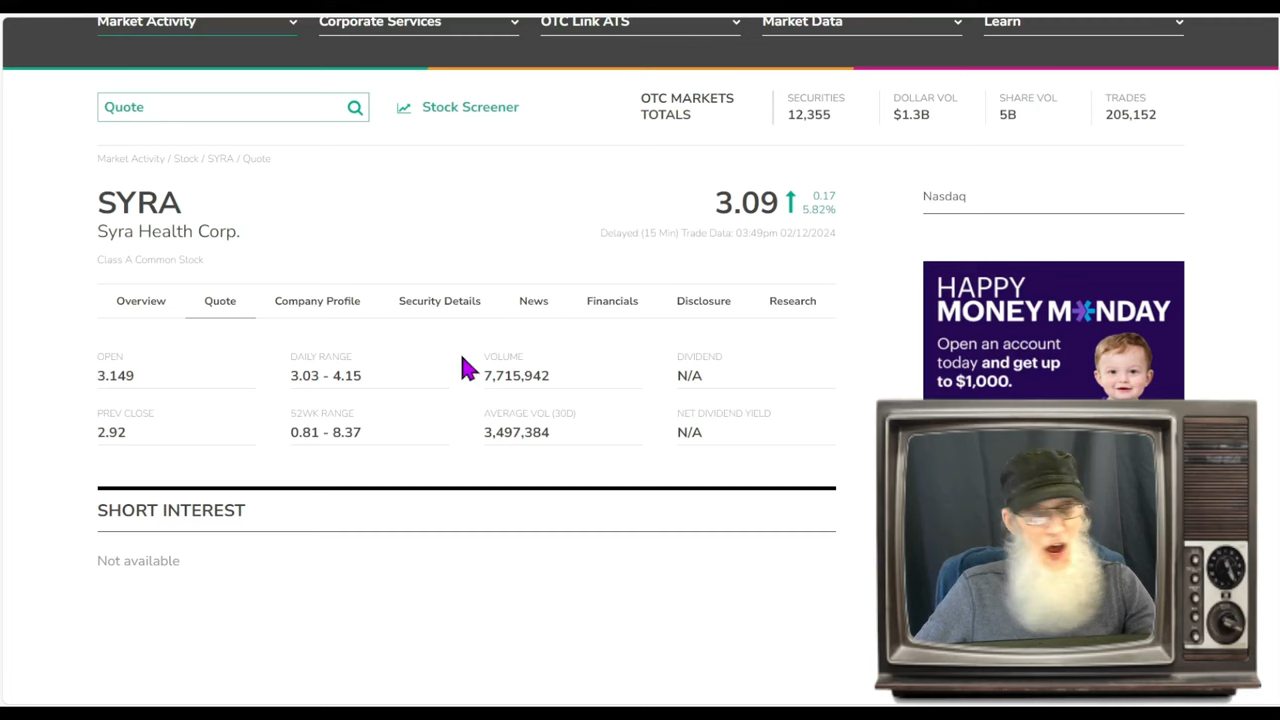 Market Activity
Corporate Services
OTC Link ATS
Market Data
Learn
Quote
Stock Screener
OTC MARKETS
TOTALS
SECURITIES
12,355
DOLLAR VOL
$1.3B
SHARE VOL
5B
TRADES
205,152
Market Activity / Stock / SYRA / Quote
SYRA
3.09
0.17
5.82%
Syra Health Corp.
Delayed (15 Min) Trade Data: 03:49pm 02/12/2024
Class A Common Stock
Nasdaq
Overview
Quote
Company Profile
Security Details
News
Financials
Disclosure
Research
HAPPY
MONEY MONDAY
Open an account
today and get up
to $1,000.
OPEN
3.149
DAILY RANGE
3.03 - 4.15
VOLUME
7,715,942
DIVIDEND
N/A
PREV CLOSE
2.92
52WK RANGE
0.81 - 8.37
AVERAGE VOL (30D)
3,497,384
NET DIVIDEND YIELD
N/A
SHORT INTEREST
Not available